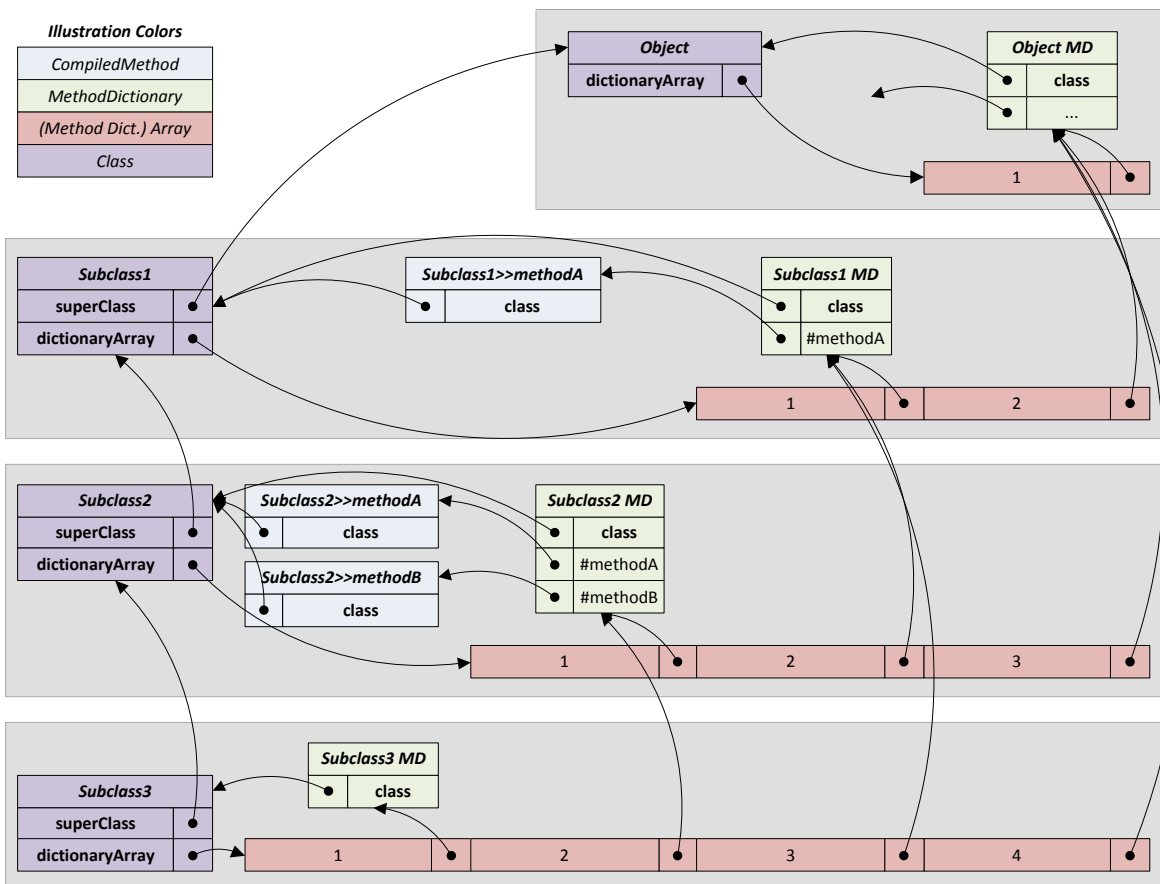 Illustration Colors
CompiledMethod
MethodDictionary
(Method Dict.) Array
Class
Object
dictionaryArray
Object MD
class
...
1
Subclass1
superClass
dictionaryArray
Subclass1>>methodA
class
Subclass1 MD
class
#methodA
1 2
Subclass2
superClass
dictionaryArray
Subclass2>>methodA
class
Subclass2>>methodB
class
Subclass2 MD
class
#methodA
#methodB
1 2 3
Subclass3 MD
class
Subclass3
superClass
dictionaryArray
1 2 3 4